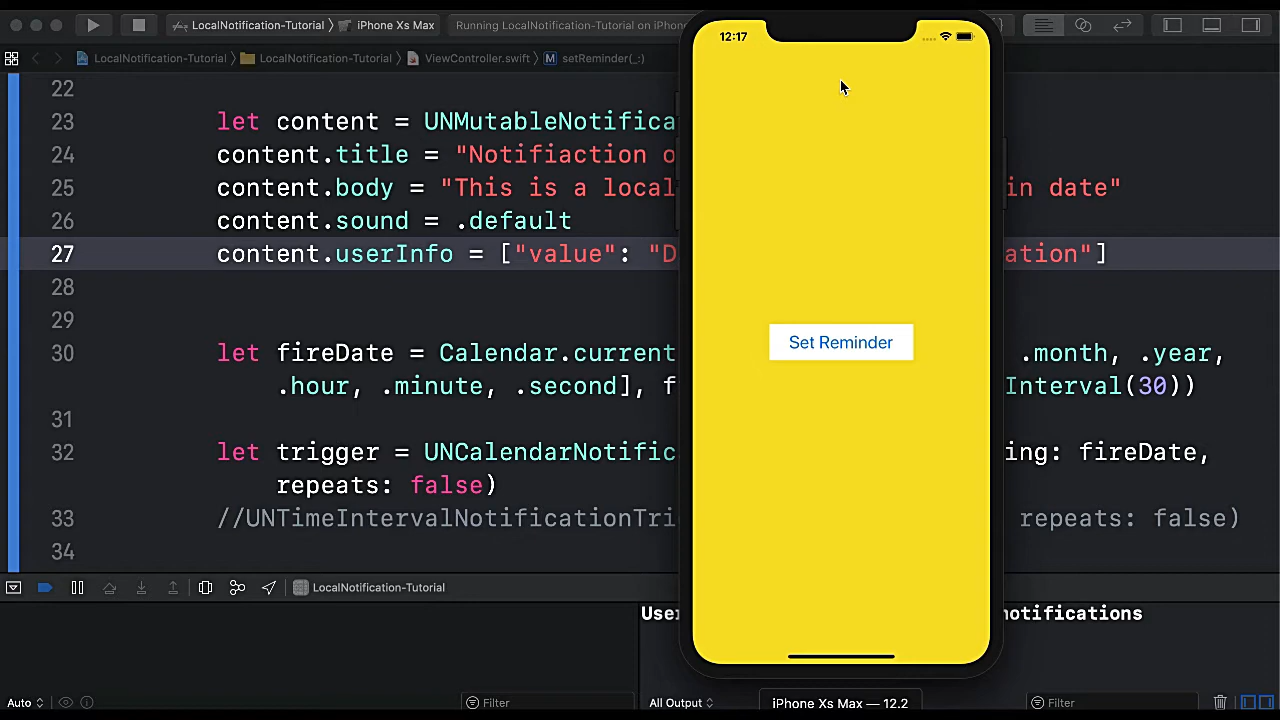 LocalNotification-Tutorial
iPhone Xs Max
Running LocalNotification-Tutorial on iPhone
12:17
LocalNotification-Tutorial
LocalNotification-Tutorial
ViewController.swift
M
setReminder(_:)
22
23 let content = UNMutableNotifica
24 content.title = "Notifiaction o
25 content.body = "This is a local in date"
26 content.sound = .default
27 content.userInfo = ["value": "D ation"]
28
29
30 let fireDate = Calendar.current .month, .year,
.hour, .minute, .second], f Interval(30))
31
32 let trigger = UNCalendarNotific ing: fireDate,
repeats: false)
33 //UNTimeIntervalNotificationTri repeats: false)
34
Set Reminder
LocalNotification-Tutorial
User notifications
Auto
Filter
All Output
iPhone Xs Max — 12.2
Filter